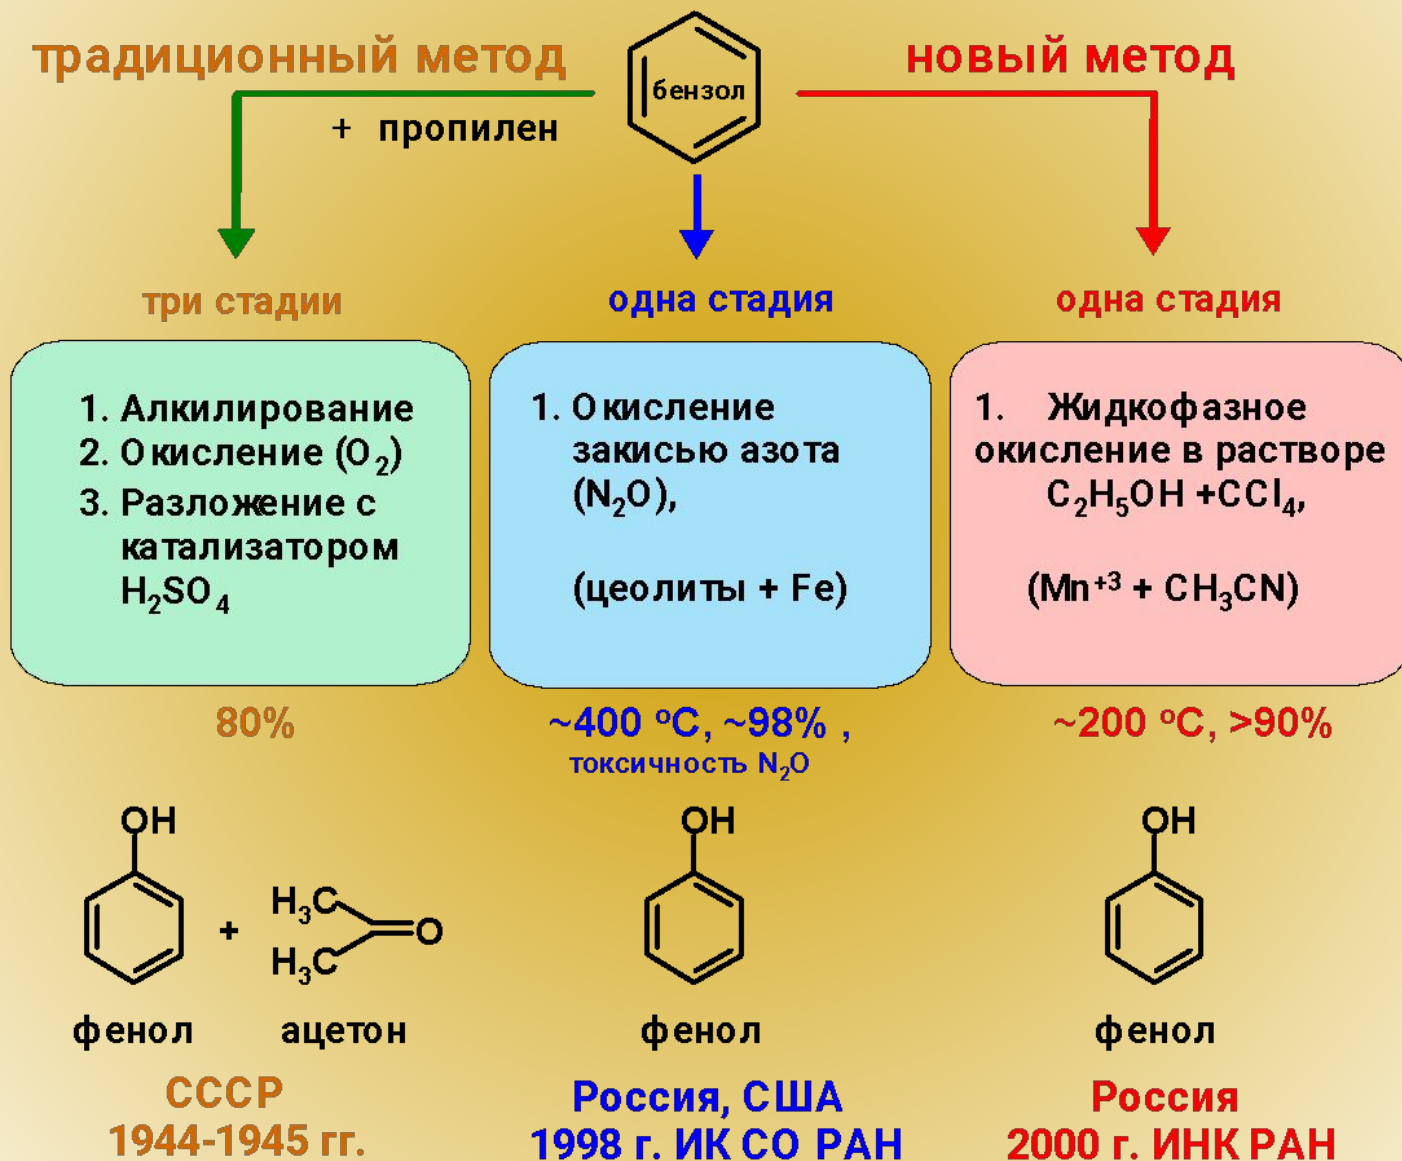 традиционный метод
бензол
новый метод
+ пропилен
три стадии
1. Алкилирование
2. Окисление (O₂)
3. Разложение с
катализатором
H₂SO₄
80%
одна стадия
1. Окисление
закисью азота
(N₂O),
(цеолиты + Fe)
~400 °C, ~98% ,
токсичность N₂O
одна стадия
1. Жидкофазное
окисление в растворе
C₂H₅OH +CCl₄,
(Mn⁺³ + CH₃CN)
~200 °C, >90%
OH
+
H₃C
O
H₃C
фенол
ацетон
СССР
1944-1945 гг.
OH
фенол
Россия, США
1998 г. ИК СО РАН
OH
фенол
Россия
2000 г. ИНК РАН